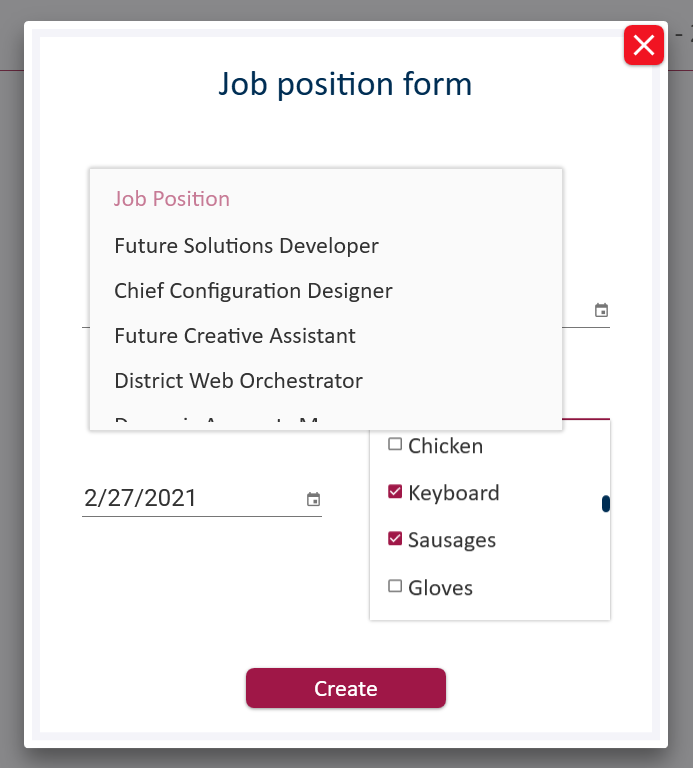 Job position form
Job Position
Future Solutions Developer
Chief Configuration Designer
Future Creative Assistant
District Web Orchestrator
Chicken
2/27/2021
Keyboard
Sausages
Gloves
Create